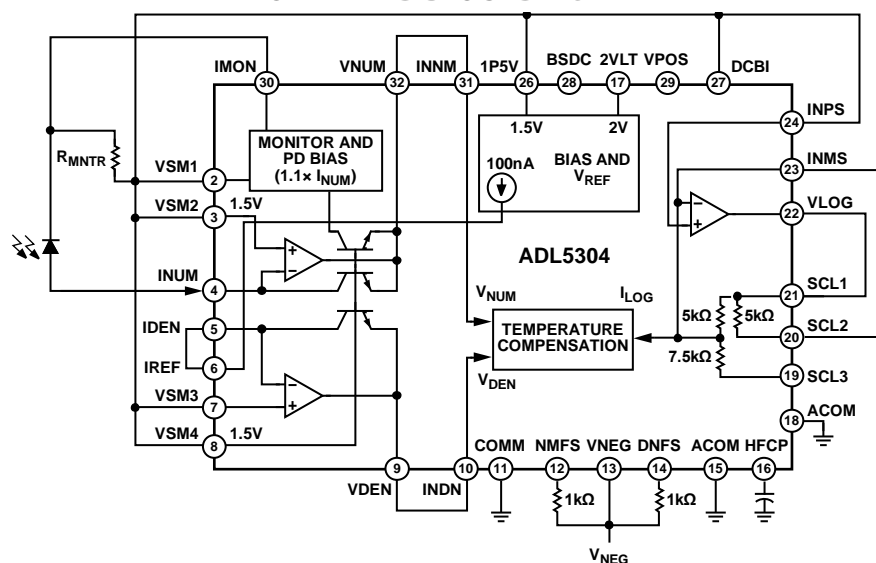 IMON
VNUM
INNM
1P5V
BSDC
2VLT
VPOS
DCBI
30
32
31
26
28
17
29
27
INPS
24
1.5V
2V
MONITOR AND
PD BIAS
(1.1× INUM)
100nA
BIAS AND
VREF
RMNTR
VSM1
2
INMS
23
VSM2
1.5V
3
VLOG
22
ADL5304
INUM
4
VNUM
ILOG
SCL1
21
IDEN
5
5kΩ
5kΩ
TEMPERATURE
COMPENSATION
SCL2
20
IREF
6
7.5kΩ
VDEN
SCL3
19
VSM3
7
VSM4
1.5V
8
ACOM
18
COMM
NMFS
VNEG
DNFS
ACOM
HFCP
9
10
11
12
13
14
15
16
VDEN
INDN
1kΩ
1kΩ
VNEG